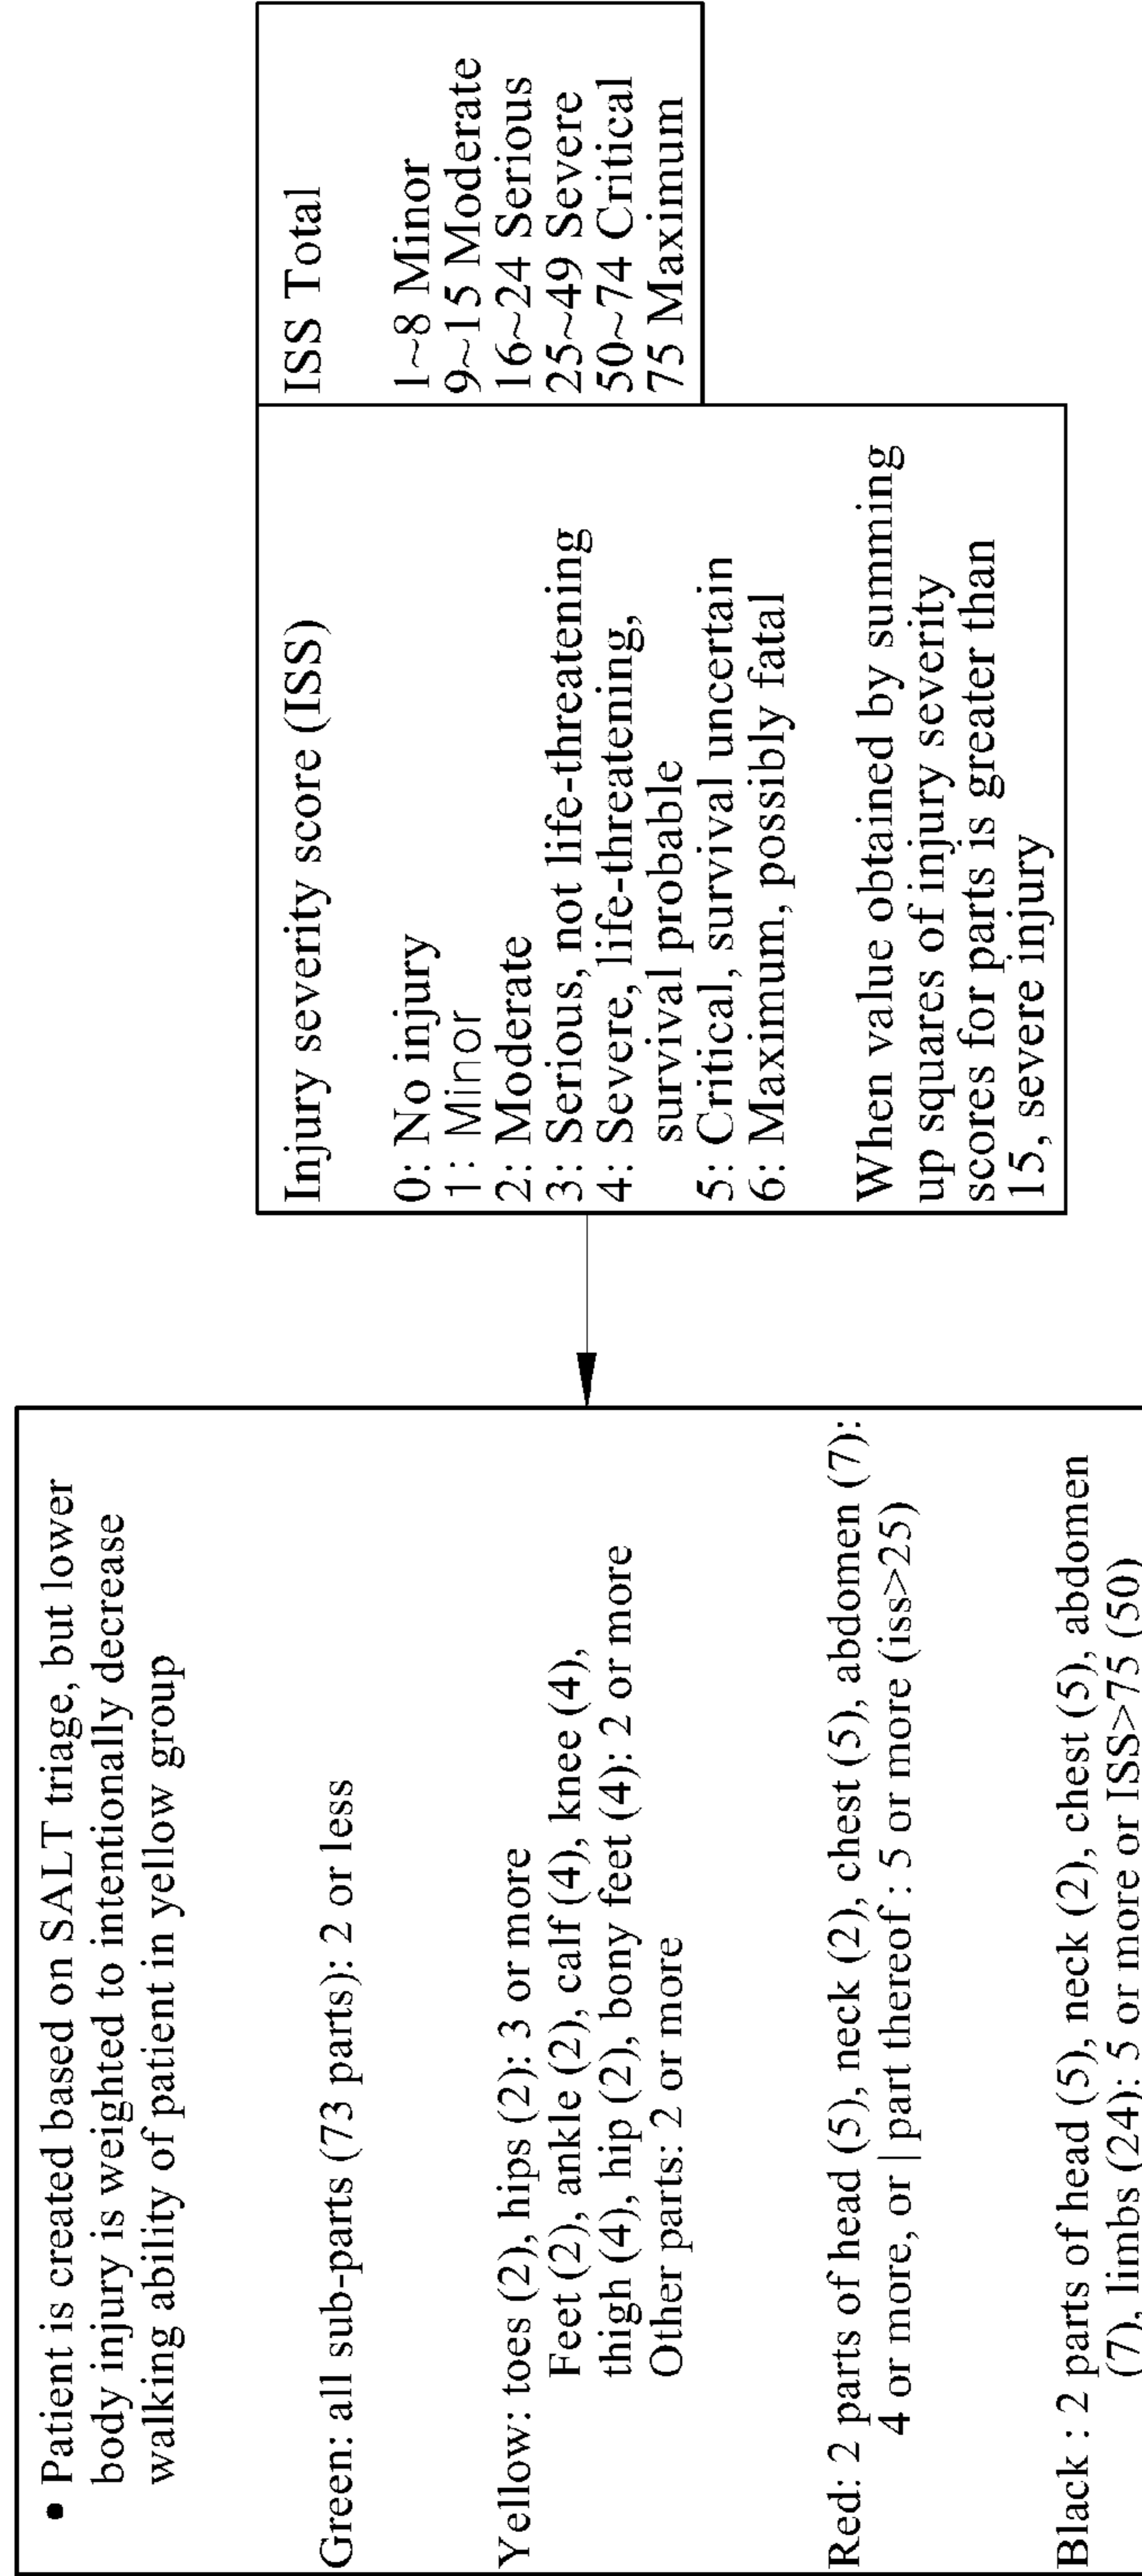 • Patient is created based on SALT triage, but lower
body injury is weighted to intentionally decrease
walking ability of patient in yellow group
Green: all sub-parts (73 parts): 2 or less
Yellow: toes (2), hips (2): 3 or more
Feet (2), ankle (2), calf (4), knee (4),
thigh (4), hip (2), bony feet (4): 2 or more
Other parts: 2 or more
Red: 2 parts of head (5), neck (2), chest (5), abdomen (7):
4 or more, or | part thereof : 5 or more (iss>25)
Black : 2 parts of head (5), neck (2), chest (5), abdomen
(7), limbs (24): 5 or more or ISS>75 (50)
Injury severity score (ISS)
0: No injury
1: Minor
2: Moderate
3: Serious, not life-threatening
4: Severe, life-threatening,
survival probable
5: Critical, survival uncertain
6: Maximum, possibly fatal
When value obtained by summing
up squares of injury severity
scores for parts is greater than
15, severe injury
ISS Total
1~8 Minor
9~15 Moderate
16~24 Serious
25~49 Severe
50~74 Critical
75 Maximum